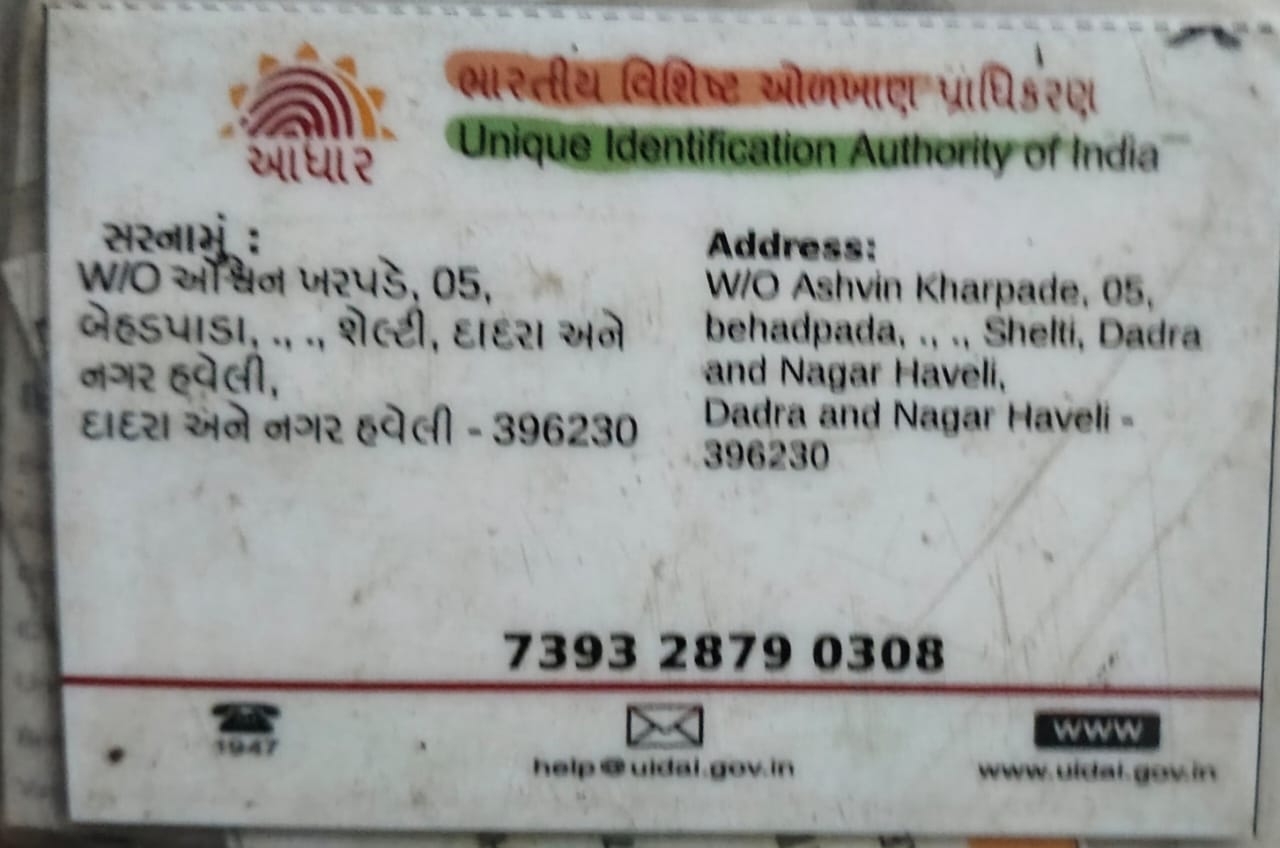 ભારતીય વિશિષ્ટ ઓળખાણ પ્રાધિકરણ
Unique Identification Authority of India
આધાર
સરનામું :
W/O અશ્વિન ખરપડે, 05,
બેહડપાડા, ., ., શેલ્ટી, દાદરા અને
નગર હવેલી,
દાદરા અને નગર હવેલી - 396230
Address:
W/O Ashvin Kharpade, 05,
behadpada, ., ., Shelti, Dadra
and Nagar Haveli,
Dadra and Nagar Haveli -
396230
7393 2879 0308
1947
help@uidai.gov.in
WWW
www.uidai.gov.in